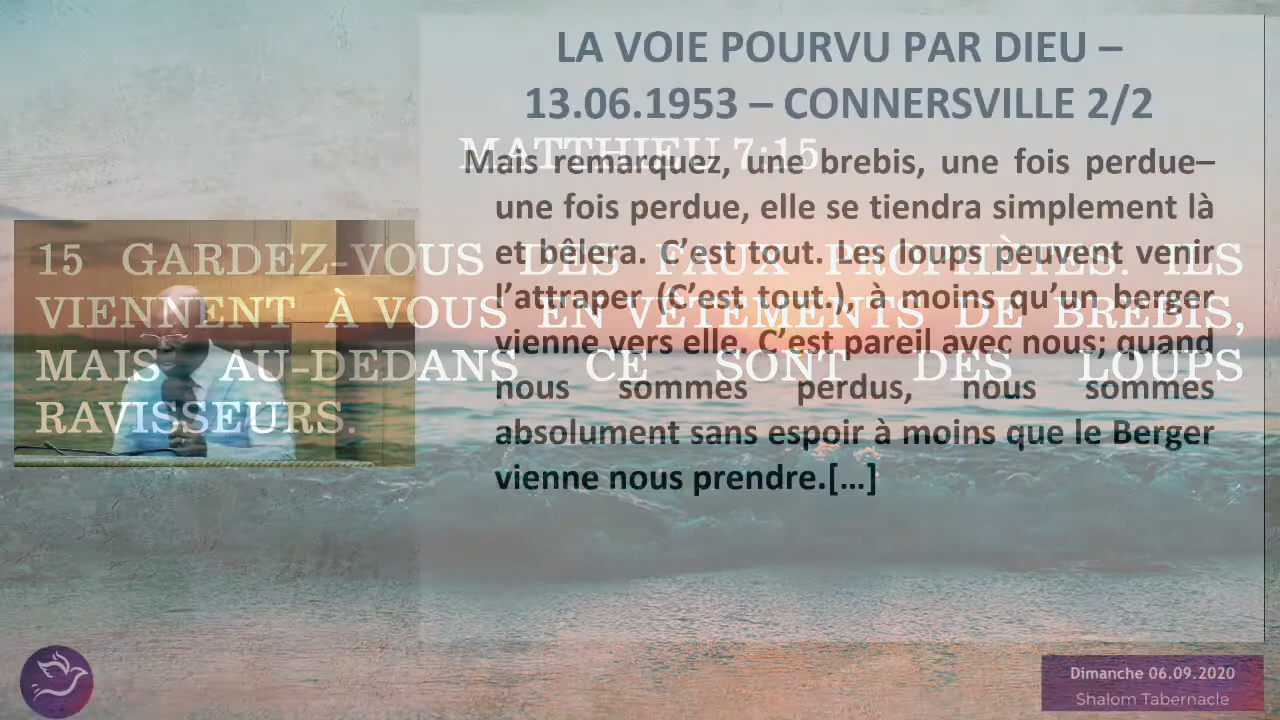 LA VOIE POURVU PAR DIEU –
13.06.1953 – CONNERSVILLE 2/2
Mais remarquez, une brebis, une fois perdue–
une fois perdue, elle se tiendra simplement là
et bêlera. C’est tout. Les loups peuvent venir
l’attraper (C’est tout.), à moins qu’un berger
vienne vers elle. C’est pareil avec nous; quand
nous sommes perdus, nous sommes
absolument sans espoir à moins que le Berger
vienne nous prendre.[…]
MATTHIEU 7:15
15 GARDEZ-VOUS DES FAUX PROPHÈTES. ILS
VIENNENT À VOUS EN VÊTEMENTS DE BREBIS,
MAIS AU-DEDANS CE SONT DES LOUPS
RAVISSEURS.
Dimanche 06.09.2020
Shalom Tabernacle